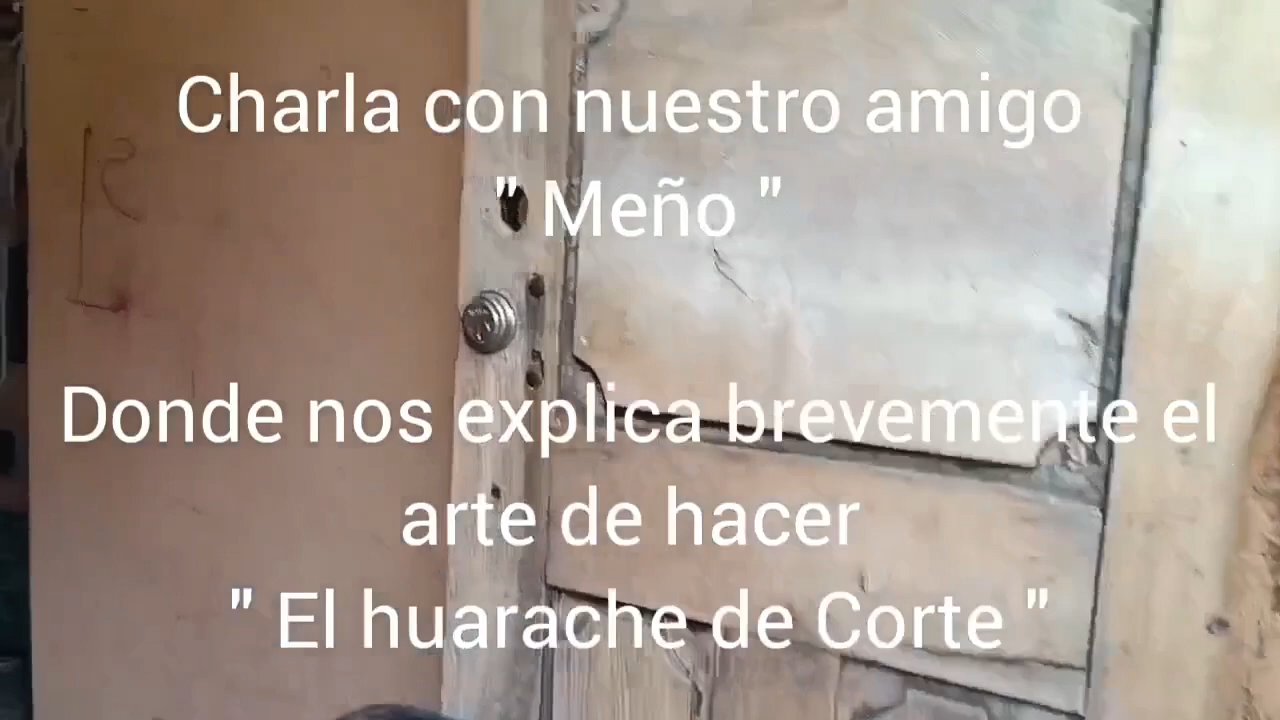 Charla con nuestro amigo
" Meño "
Donde nos explica brevemente el
arte de hacer
" El huarache de Corte "